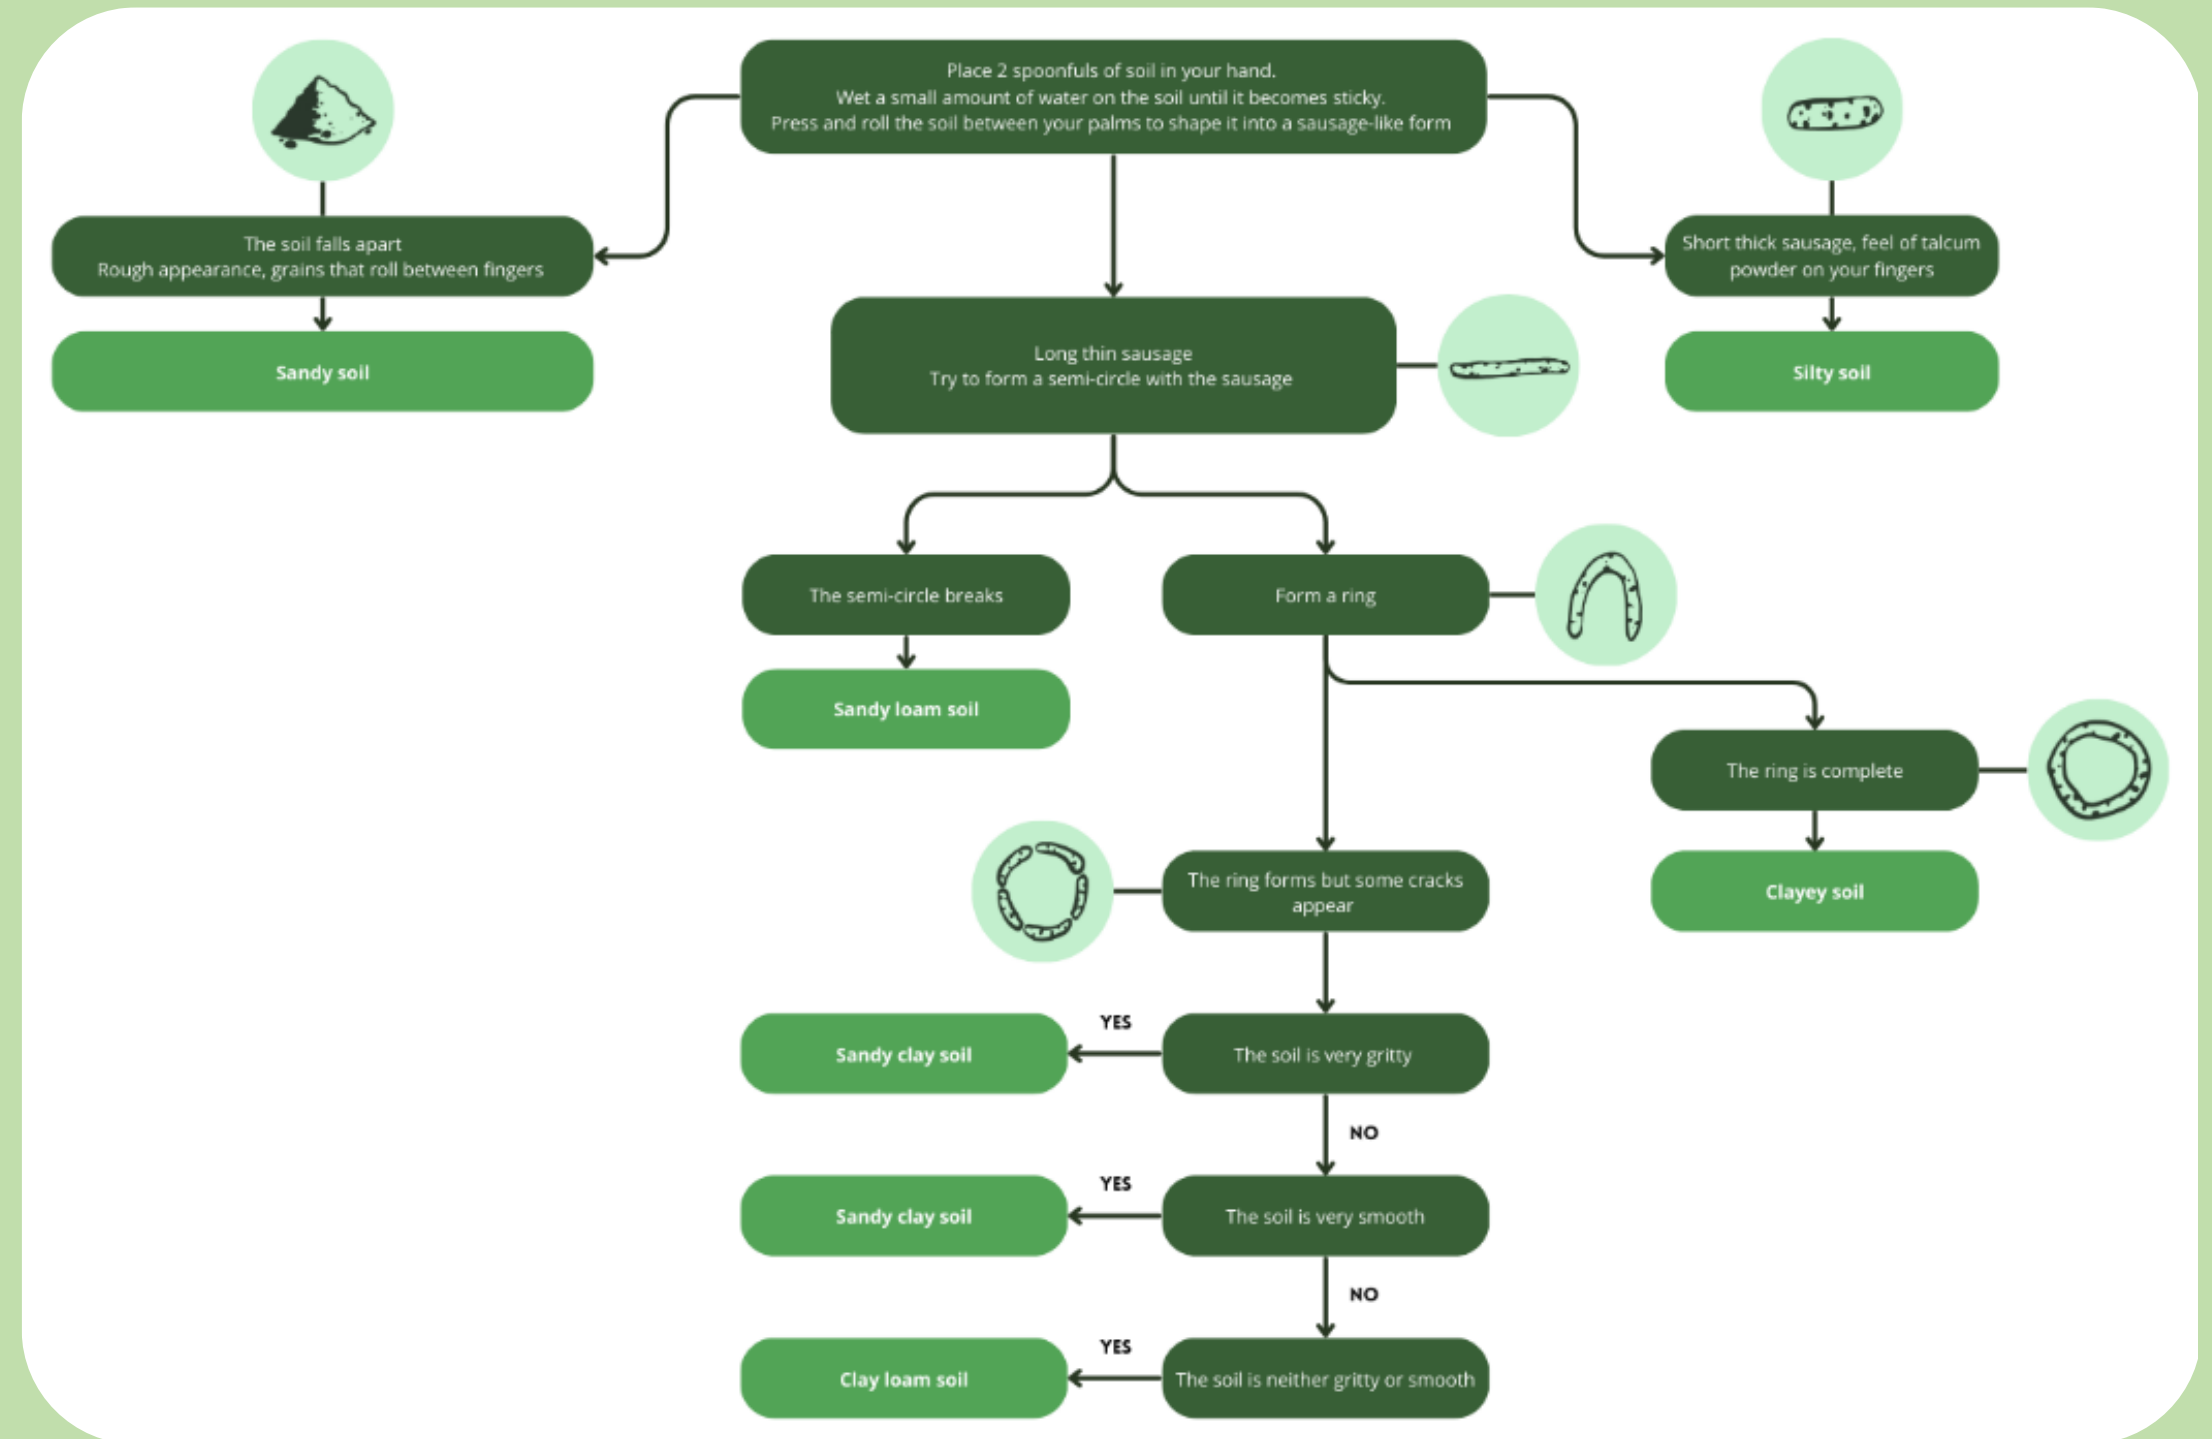 Place 2 spoonfuls of soil in your hand.
Wet a small amount of water on the soil until it becomes sticky.
Press and roll the soil between your palms to shape it into a sausage-like form
The soil falls apart
Rough appearance, grains that roll between fingers
Sandy soil
Short thick sausage, feel of talcum
powder on your fingers
Silty soil
Long thin sausage
Try to form a semi-circle with the sausage
The semi-circle breaks
Sandy loam soil
Form a ring
The ring is complete
Clayey soil
The ring forms but some cracks
appear
The soil is very gritty
YES
Sandy clay soil
NO
The soil is very smooth
YES
Sandy clay soil
NO
The soil is neither gritty or smooth
YES
Clay loam soil